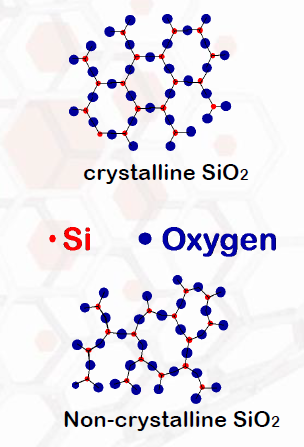 crystalline SiO2
Si Oxygen
Non-crystalline SiO2